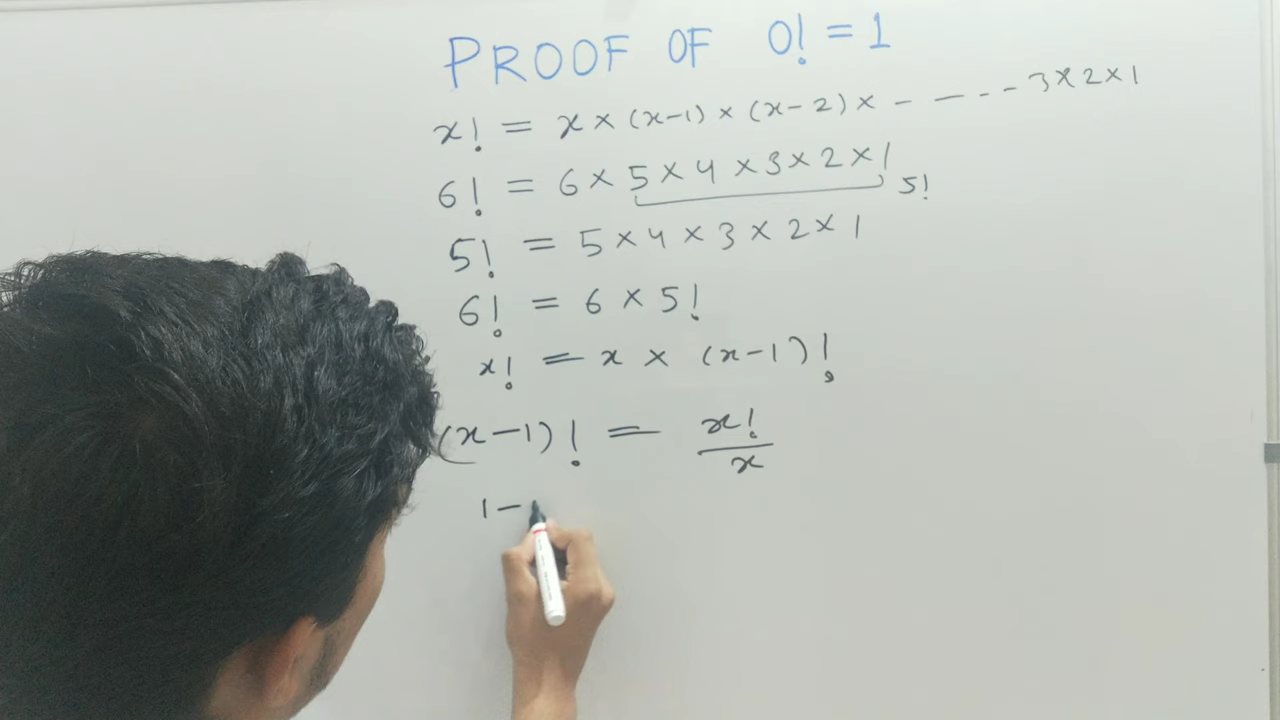 PROOF OF 0! = 1
x! = x × (x-1) × (x-2) × - — - - - 3×2×1
6! = 6 × 5 × 4 × 3 × 2 × 1
5!
5! = 5 × 4 × 3 × 2 × 1
6! = 6 × 5!
x! = x × (x-1)!
(x-1)! = x!/x
1-